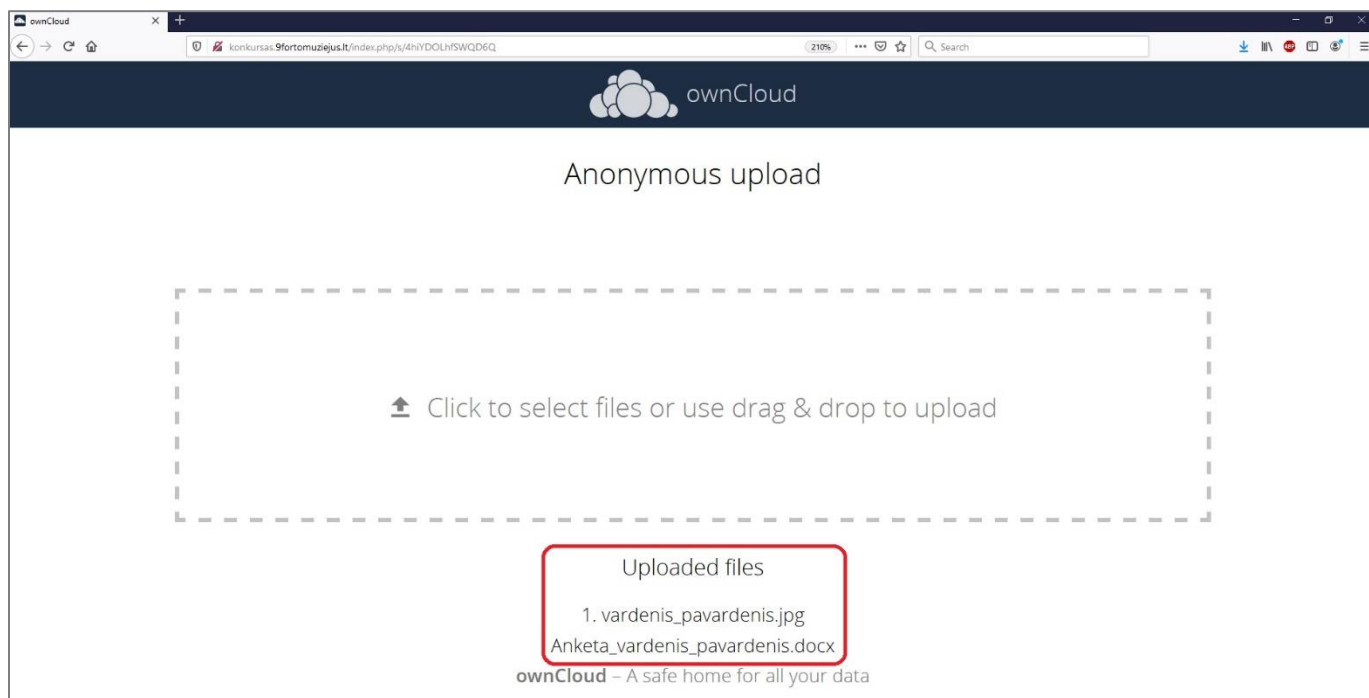 ownCloud
konkursas.9fortomuziejus.lt/index.php/s/4hiYDOLhfSWQD6Q
210%
Search
ABP
ownCloud
Anonymous upload
Click to select files or use drag & drop to upload
Uploaded files
1. vardenis_pavardenis.jpg
Anketa_vardenis_pavardenis.docx
ownCloud – A safe home for all your data